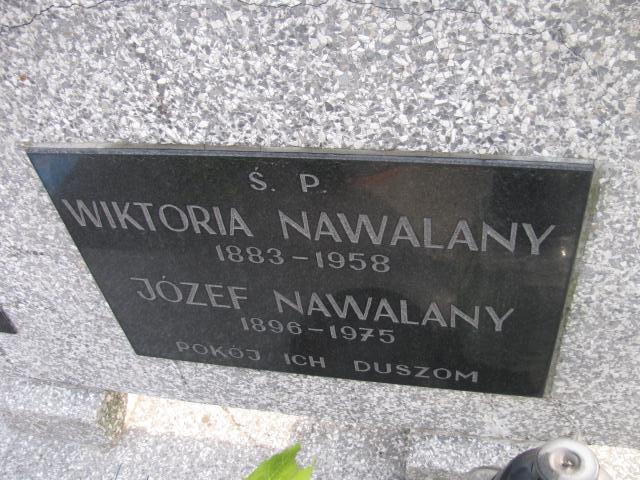 Ś. P.
WIKTORIA NAWALANY
1883-1958
JÓZEF NAWALANY
1896-1975
POKÓJ ICH DUSZOM